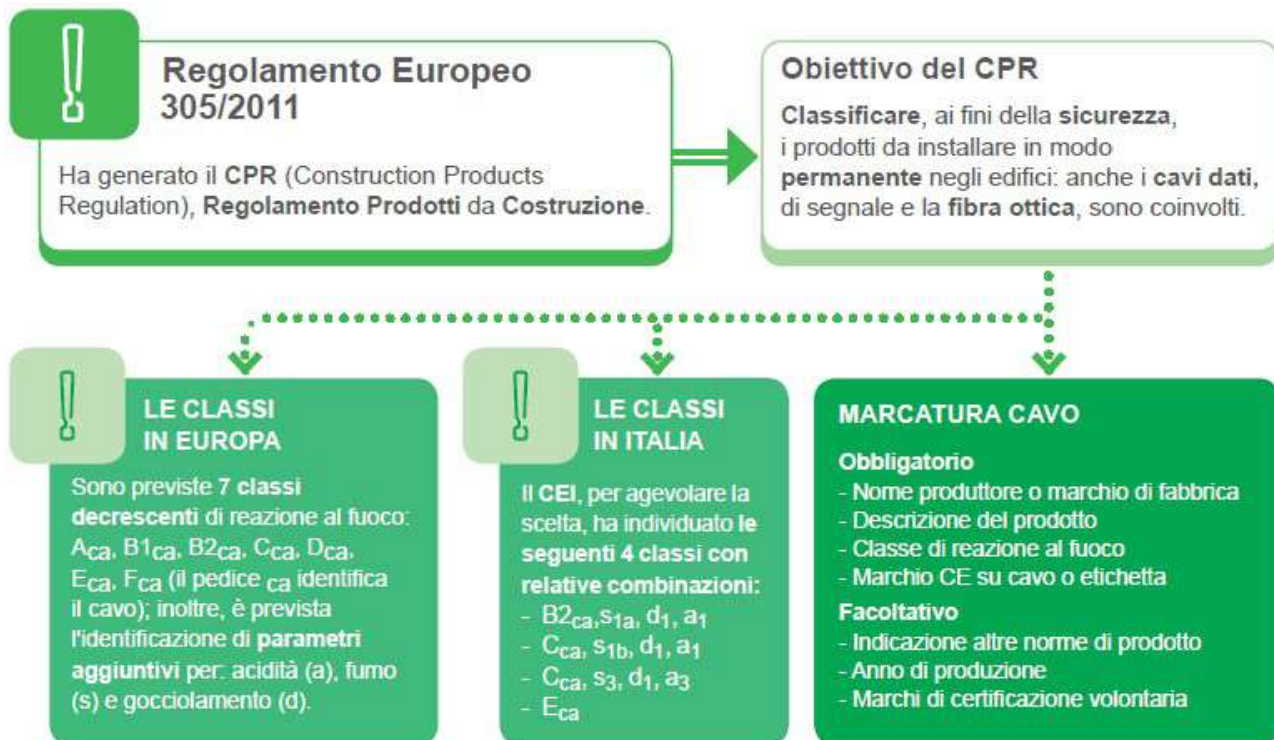 Regolamento Europeo
305/2011
Ha generato il CPR (Construction Products
Regulation), Regolamento Prodotti da Costruzione.
Obiettivo del CPR
Classificare, ai fini della sicurezza,
i prodotti da installare in modo
permanente negli edifici: anche i cavi dati,
di segnale e la fibra ottica, sono coinvolti.
LE CLASSI
IN EUROPA
Sono previste 7 classi
decrescenti di reazione al fuoco:
Aca, B1ca, B2ca, Cca, Dca,
Eca, Fca (il pedice ca identifica
il cavo); inoltre, è prevista
l'identificazione di parametri
aggiuntivi per: acidità (a), fumo
(s) e gocciolamento (d).
LE CLASSI
IN ITALIA
Il CEI, per agevolare la
scelta, ha individuato le
seguenti 4 classi con
relative combinazioni:
- B2ca,s1a, d1, a1
- Cca, s1b, d1, a1
- Cca, s3, d1, a3
- Eca
MARCATURA CAVO
Obbligatorio
- Nome produttore o marchio di fabbrica
- Descrizione del prodotto
- Classe di reazione al fuoco
- Marchio CE su cavo o etichetta
Facoltativo
- Indicazione altre norme di prodotto
- Anno di produzione
- Marchi di certificazione volontaria